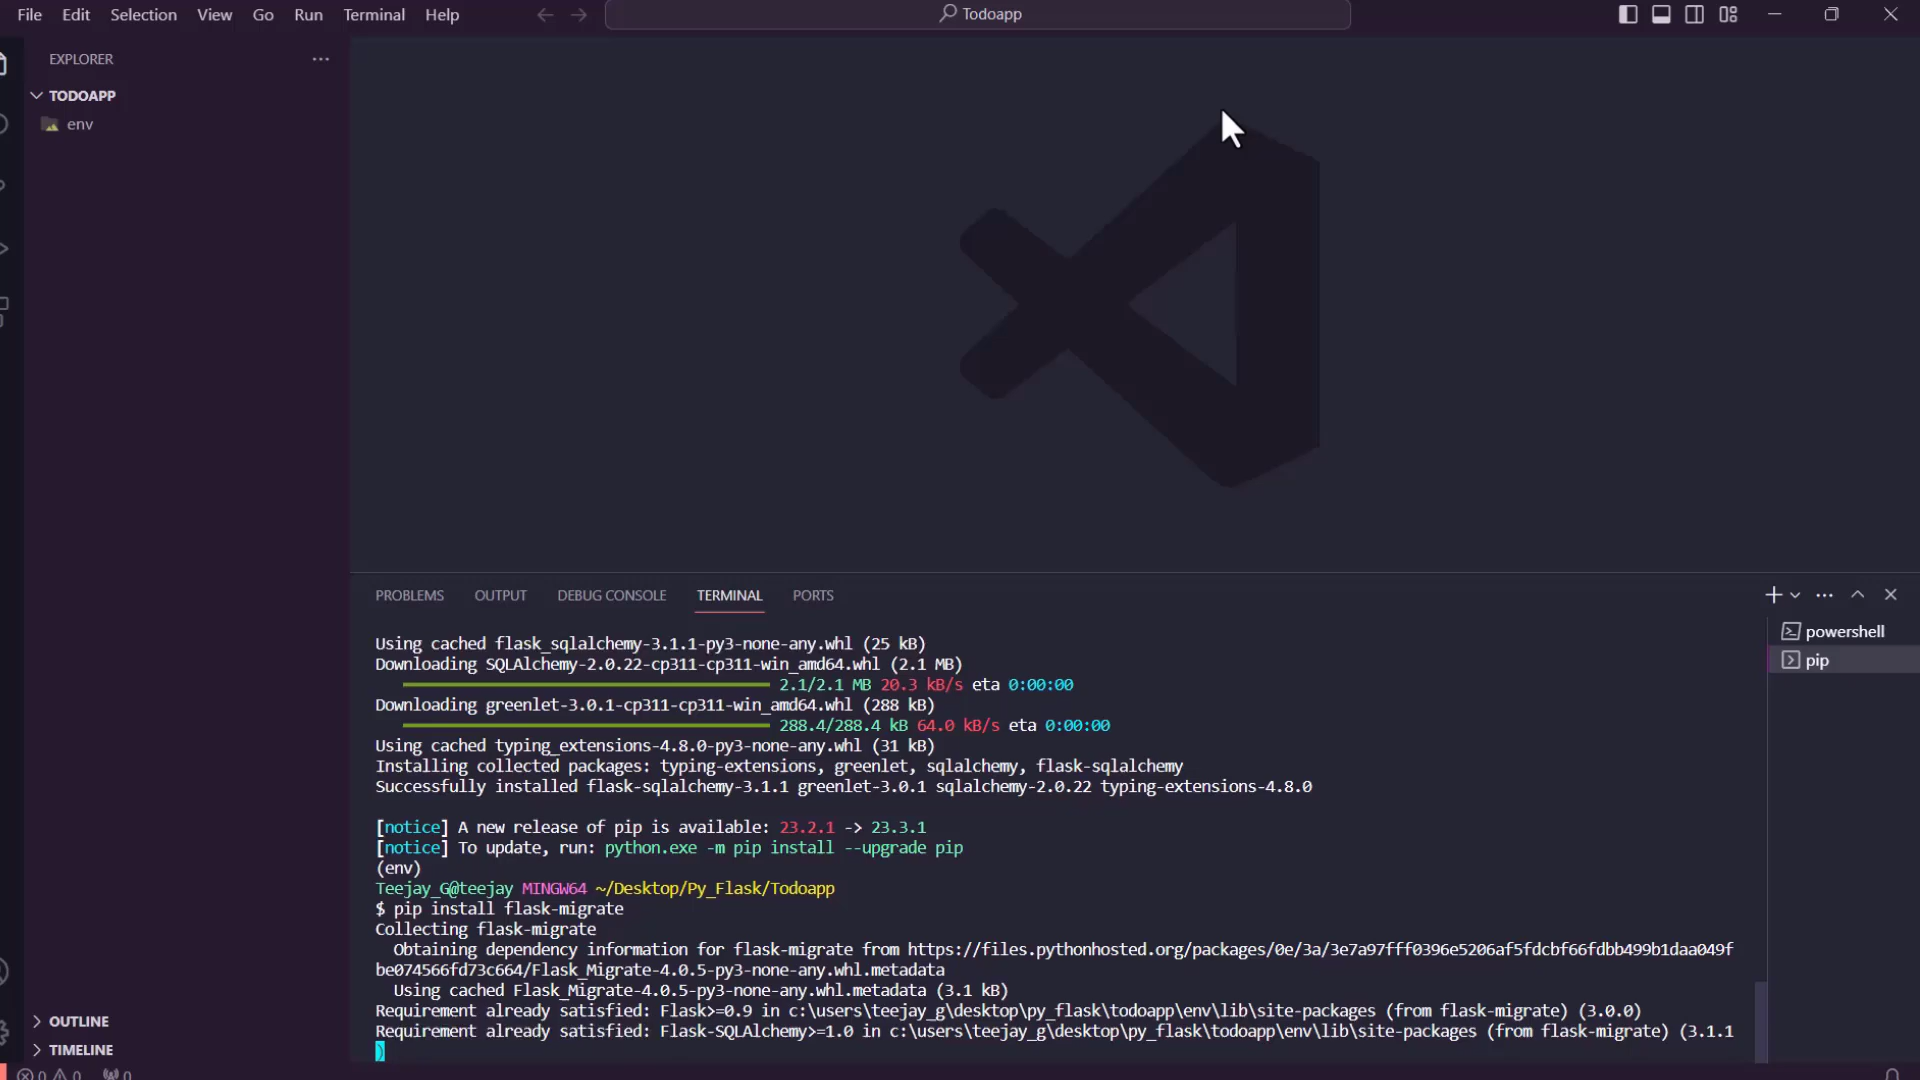 File Edit Selection View Go Run Terminal Help
Todoapp
EXPLORER
TODOAPP
env
PROBLEMS OUTPUT DEBUG CONSOLE TERMINAL PORTS
powershell
pip
Using cached flask_sqlalchemy-3.1.1-py3-none-any.whl (25 kB)
Downloading SQLAlchemy-2.0.22-cp311-cp311-win_amd64.whl (2.1 MB)
2.1/2.1 MB 20.3 kB/s eta 0:00:00
Downloading greenlet-3.0.1-cp311-cp311-win_amd64.whl (288 kB)
288.4/288.4 kB 64.0 kB/s eta 0:00:00
Using cached typing_extensions-4.8.0-py3-none-any.whl (31 kB)
Installing collected packages: typing-extensions, greenlet, sqlalchemy, flask-sqlalchemy
Successfully installed flask-sqlalchemy-3.1.1 greenlet-3.0.1 sqlalchemy-2.0.22 typing-extensions-4.8.0
[notice] A new release of pip is available: 23.2.1 -> 23.3.1
[notice] To update, run: python.exe -m pip install --upgrade pip
(env)
Teejay_G@teejay MINGW64 ~/Desktop/Py_Flask/Todoapp
$ pip install flask-migrate
Collecting flask-migrate
Obtaining dependency information for flask-migrate from https://files.pythonhosted.org/packages/0e/3a/3e7a97fff0396e5206af5fdcbf66fdbb499b1daa049f
be074566fd73c664/Flask_Migrate-4.0.5-py3-none-any.whl.metadata
Using cached Flask_Migrate-4.0.5-py3-none-any.whl.metadata (3.1 kB)
Requirement already satisfied: Flask>=0.9 in c:\users\teejay_g\desktop\py_flask\todoapp\env\lib\site-packages (from flask-migrate) (3.0.0)
Requirement already satisfied: Flask-SQLAlchemy>=1.0 in c:\users\teejay_g\desktop\py_flask\todoapp\env\lib\site-packages (from flask-migrate) (3.1.1
)
OUTLINE
TIMELINE
0 0 0